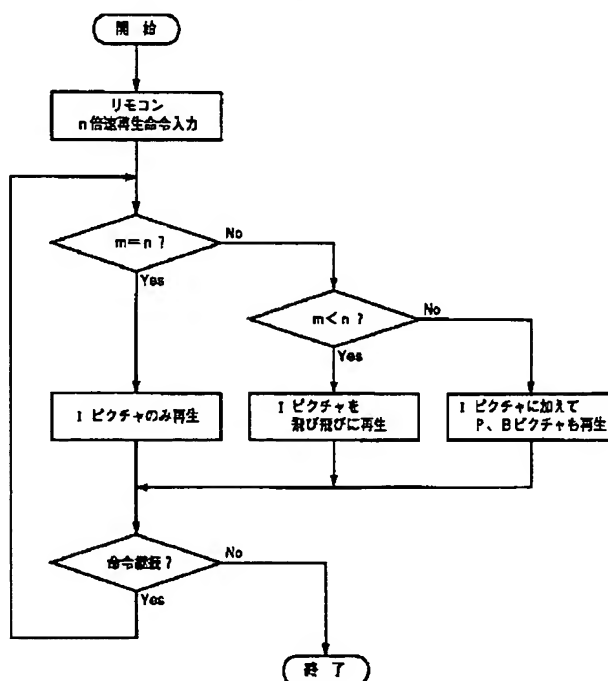 開 始
リモコン
n倍速再生命令入力
m=n ?
No
Yes
m<n ?
No
Yes
I ピクチャのみ再生
I ピクチャを
飛び飛びに再生
I ピクチャに加えて
P、Bピクチャも再生
命令継続?
No
Yes
終 了